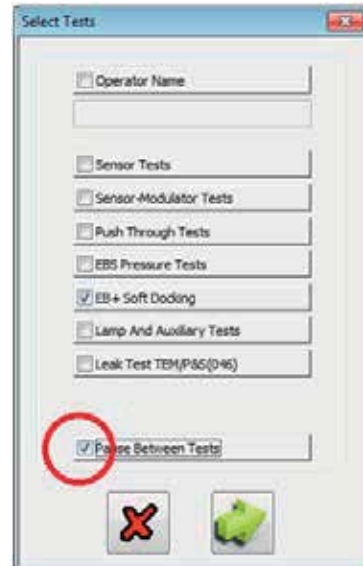 Select Tests
Operator Name
Sensor Tests
Sensor-Modulator Tests
Push Through Tests
EBS Pressure Tests
EB+ Soft Docking
Lamp And Auxiliary Tests
Leak Test TEM/P&S(046)
Pause Between Tests